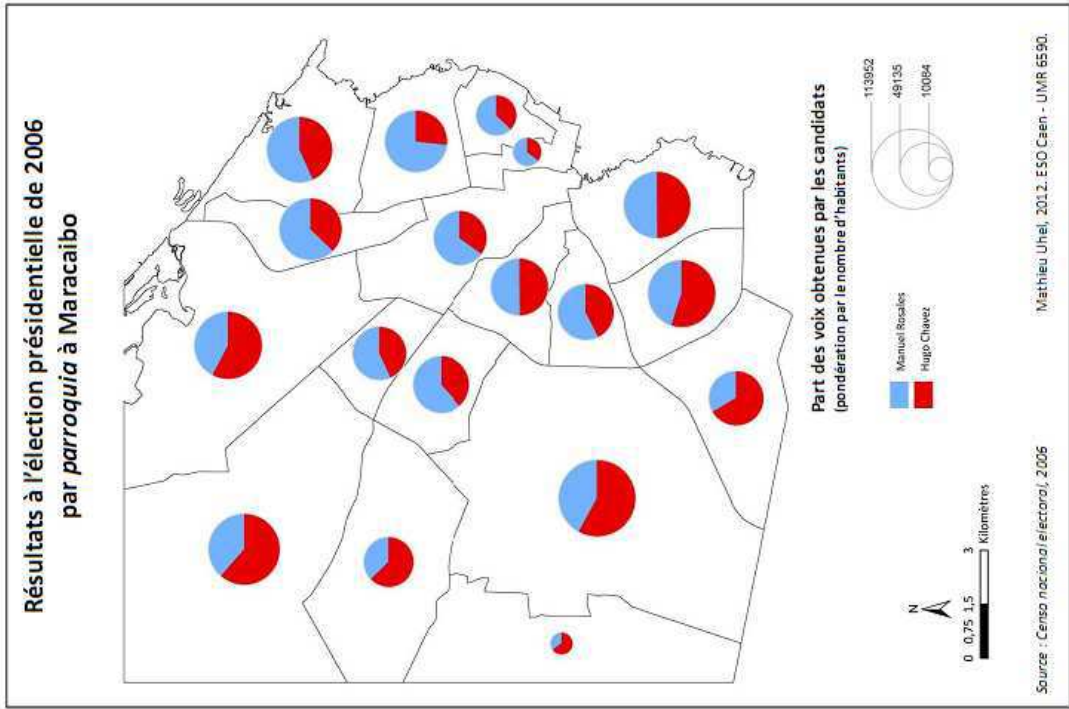 Résultats à l'élection présidentielle de 2006
par parroquia à Maracaibo
Part des voix obtenues par les candidats
(pondération par le nombre d'habitants)
Manuel Rosales
Hugo Chavez
113952
49135
10084
N
0 0,75 1,5 3
Kilomètres
Source : Censo nacional electoral, 2006
Mathieu Uhel, 2012. ESO Caen - UMR 6590.